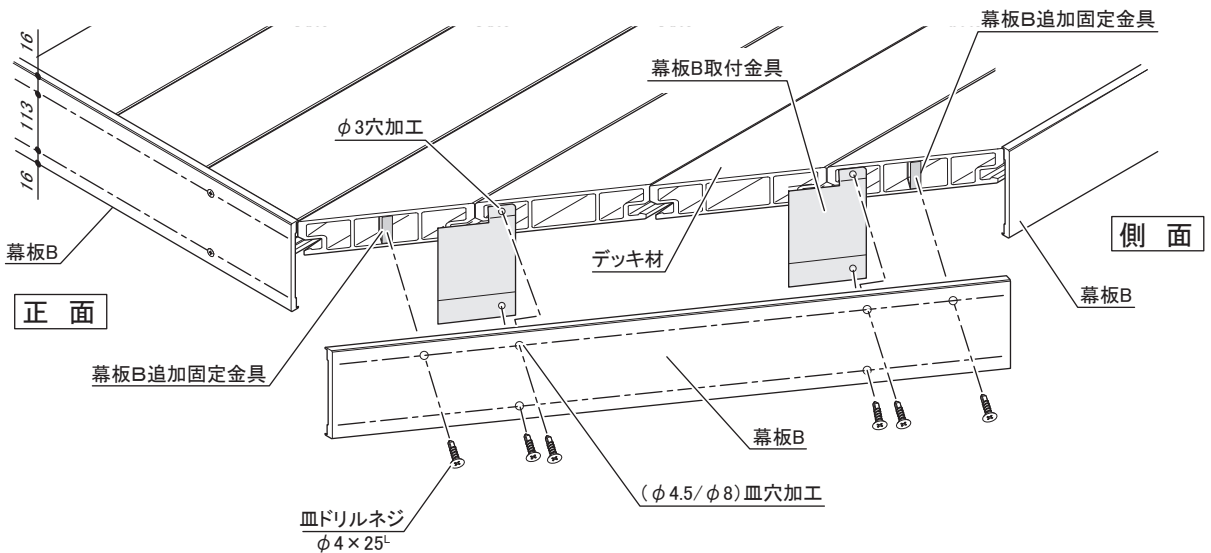 幕板B追加固定金具
幕板B取付金具
φ3穴加工
16
113
16
幕板B
正 面
デッキ材
側 面
幕板B
幕板B追加固定金具
幕板B
(φ4.5/φ8)皿穴加工
皿ドリルネジ
φ4×25ᴸ